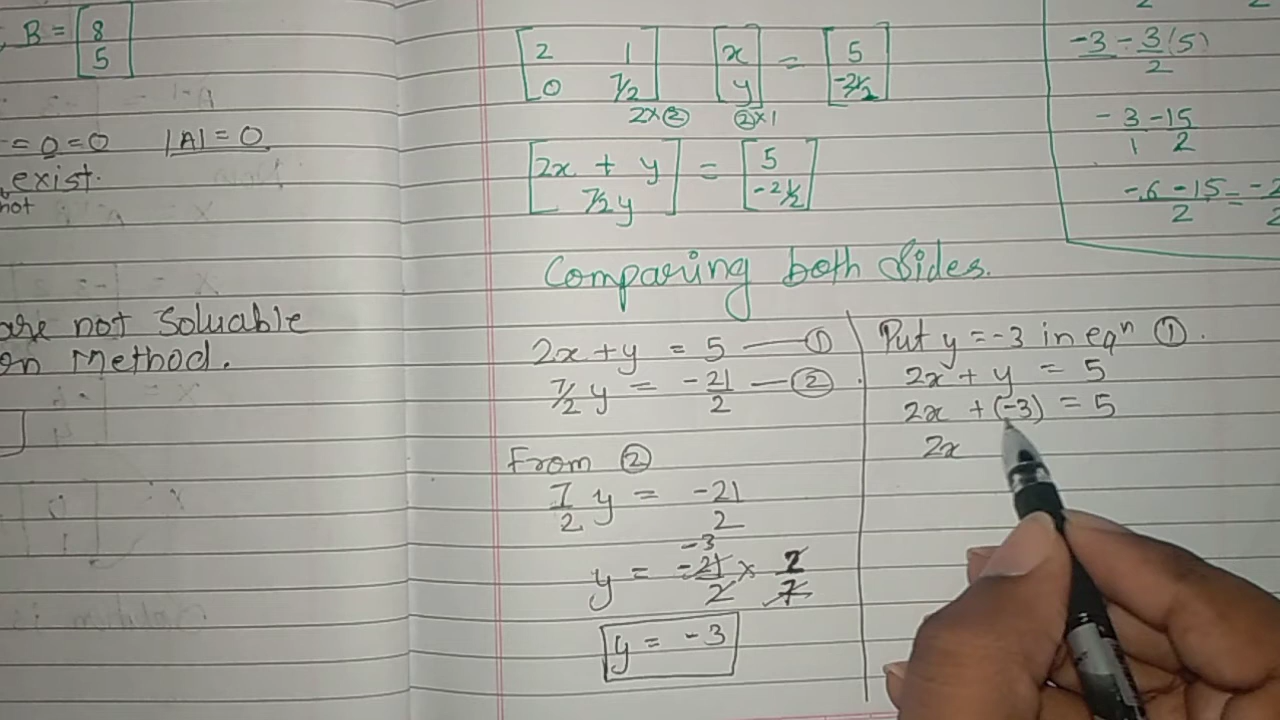 B = [8
5]
= 0 = 0 |A| = 0
exist.
not
are not Soluable
on Method.
[2 1
0 7/2] [x
y] = [5
-21/2]
2×② ②×1
[2x + y
7/2 y] = [5
-21/2]
Comparing both Sides.
2x + y = 5 — ①
7/2 y = -21/2 — ②
From ②
7/2 y = -21/2
-3
y = -21/2 × 2/7
y = -3
Put y = -3 in eqⁿ ①.
2x + y = 5
2x + (-3) = 5
2x
-3 - 3(5)
2
-3 - 15
1 2
-6 - 15 =
2